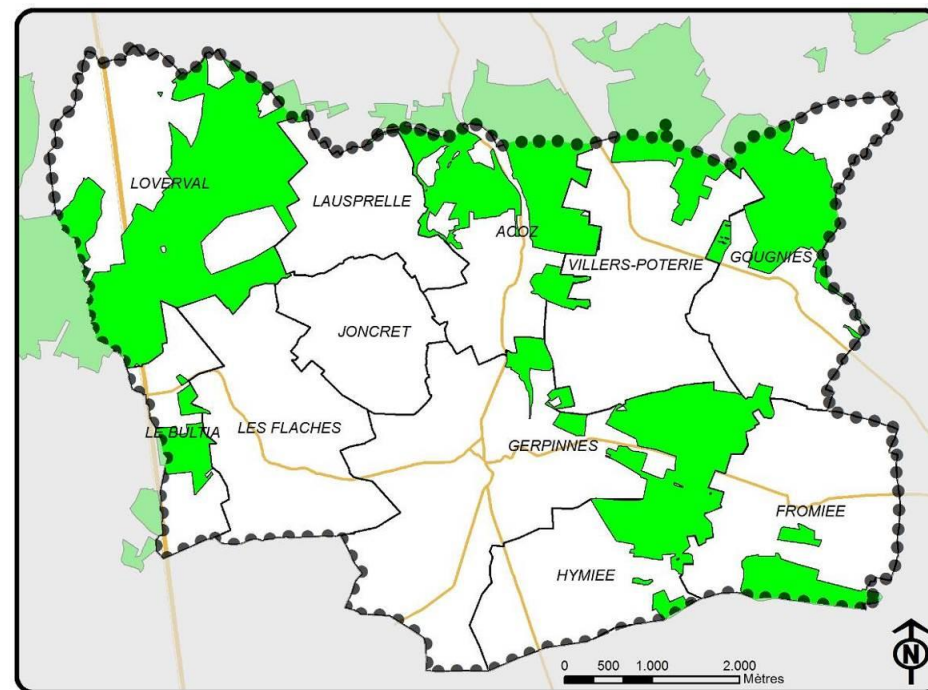 LOVERVAL
LAUSPRELLE
ACOZ
VILLERS-POTERIE
GOUGNIES
JONCRET
LE BULTIA
LES FLACHES
GERPINNES
FROMIEE
HYMIEE
N
0 500 1.000 2.000
Mètres